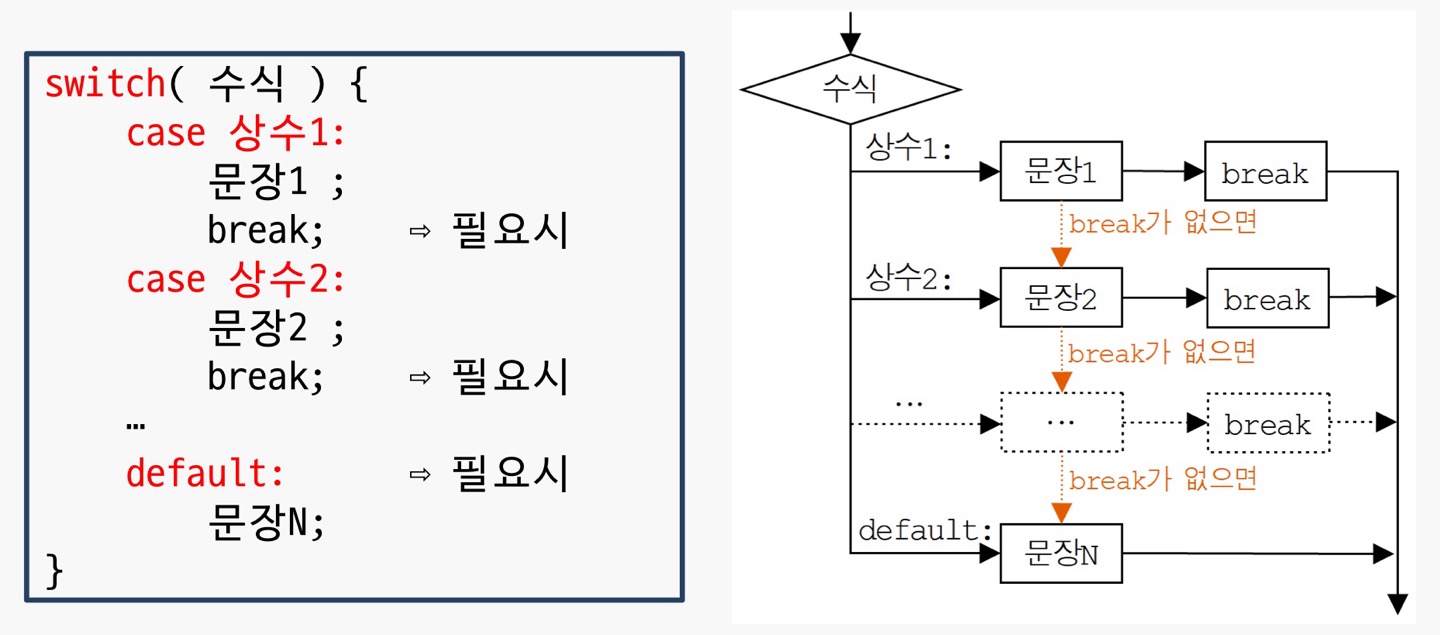 switch( 수식 ) {
case 상수1:
문장1 ;
break; ⇨ 필요시
case 상수2:
문장2 ;
break; ⇨ 필요시
…
default: ⇨ 필요시
문장N;
}
수식
상수1:
문장1
break
break가 없으면
상수2:
문장2
break
break가 없으면
...
...
break
break가 없으면
default:
문장N